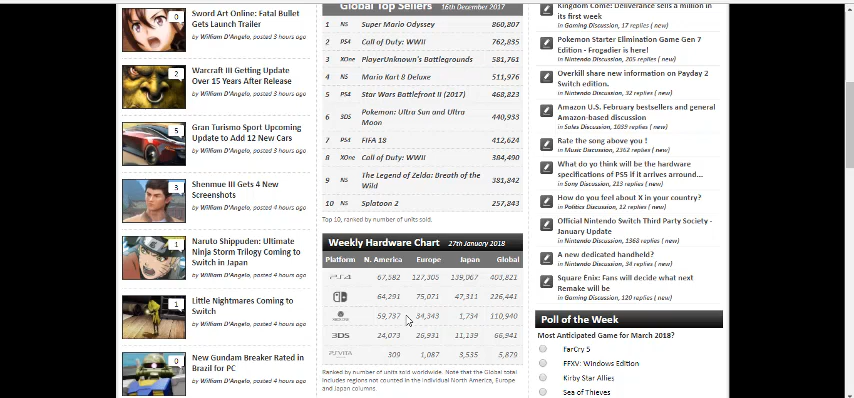 0
Sword Art Online: Fatal Bullet
Gets Launch Trailer
by William D'Angelo, posted 3 hours ago
2
Warcraft III Getting Update
Over 15 Years After Release
by William D'Angelo, posted 3 hours ago
5
Gran Turismo Sport Upcoming
Update to Add 12 New Cars
by William D'Angelo, posted 3 hours ago
3
Shenmue III Gets 4 New
Screenshots
by William D'Angelo, posted 4 hours ago
1
Naruto Shippuden: Ultimate
Ninja Storm Trilogy Coming to
Switch in Japan
by William D'Angelo, posted 4 hours ago
1
Little Nightmares Coming to
Switch
by William D'Angelo, posted 4 hours ago
0
New Gundam Breaker Rated in
Brazil for PC
by William D'Angelo, posted 4 hours ago
Global Top Sellers 16th December 2017
1 NS Super Mario Odyssey 860,807
2 PS4 Call of Duty: WWII 762,835
3 XOne PlayerUnknown's Battlegrounds 581,761
4 NS Mario Kart 8 Deluxe 511,976
5 PS4 Star Wars Battlefront II (2017) 468,823
6 3DS Pokemon: Ultra Sun and Ultra
Moon 440,933
7 PS4 FIFA 18 412,624
8 XOne Call of Duty: WWII 384,490
9 NS The Legend of Zelda: Breath of the
Wild 381,842
10 NS Splatoon 2 257,843
Top 10, ranked by number of units sold.
Weekly Hardware Chart 27th January 2018
Platform N. America Europe Japan Global
PS4 67,582 127,305 139,067 403,821
64,291 75,071 47,311 226,441
XBOX ONE 59,737 34,343 1,734 110,940
3DS 24,073 26,931 11,139 66,941
PSVITA 309 1,087 3,535 5,879
Ranked by number of units sold worldwide. Note that the Global total
includes regions not counted in the individual North America, Europe
and Japan columns.
Kingdom Come: Deliverance sells a million in
its first week
in Gaming Discussion, 17 replies ( new)
Pokemon Starter Elimination Game Gen 7
Edition - Frogadier is here!
in Nintendo Discussion, 205 replies ( new)
Overkill share new information on Payday 2
Switch edition.
in Nintendo Discussion, 32 replies ( new)
Amazon U.S. February bestsellers and general
Amazon-based discussion
in Sales Discussion, 1039 replies ( new)
Rate the song above you !
in Music Discussion, 2362 replies ( new)
What do yo think will be the hardware
specifications of PS5 if it arrives arround...
in Sony Discussion, 213 replies ( new)
How do you feel about X in your country?
in Politics Discussion, 12 replies ( new)
Official Nintendo Switch Third Party Society -
January Update
in Nintendo Discussion, 1368 replies ( new)
A new dedicated handheld?
in Nintendo Discussion, 34 replies ( new)
Square Enix: Fans will decide what next
Remake will be
in Gaming Discussion, 120 replies ( new)
Poll of the Week
Most Anticipated Game for March 2018?
FarCry 5
FFXV: Windows Edition
Kirby Star Allies
Sea of Thieves